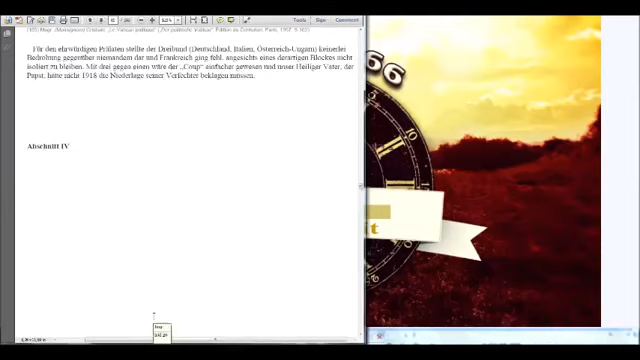 Tools Sign Comment
Für den ehrwürdigen Prälaten stellte der Dreibund (Deutschland, Italien, Österreich-Ungarn) keinerlei
Bedrohung gegenüber niemandem dar und Frankreich ging fehl, angesichts eines derartigen Blockes nicht
isoliert zu bleiben. Mit drei gegen einen wäre der „Coup“ einfacher gewesen und unser Heiliger Vater, der
Papst, hätte nicht 1918 die Niederlage seiner Verfechter beklagen müssen.
Abschnitt IV
66
10
it